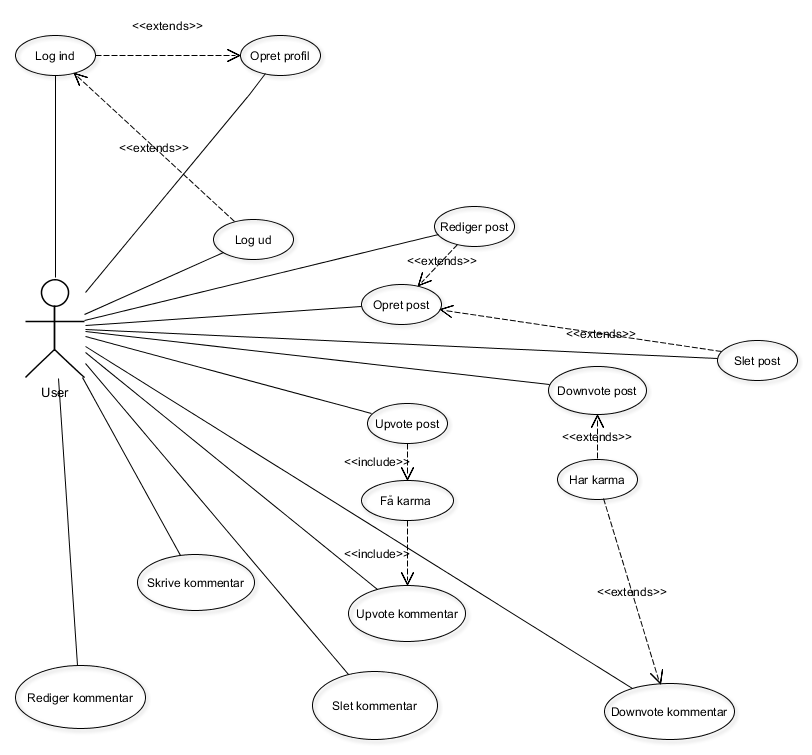 <<extends>>
Log ind
Opret profil
<<extends>>
Log ud
Rediger post
<<extends>>
Opret post
<<extends>>
Slet post
User
Downvote post
Upvote post
<<extends>>
<<include>>
Har karma
Få karma
<<include>>
Skrive kommentar
<<extends>>
Upvote kommentar
Rediger kommentar
Slet kommentar
Downvote kommentar